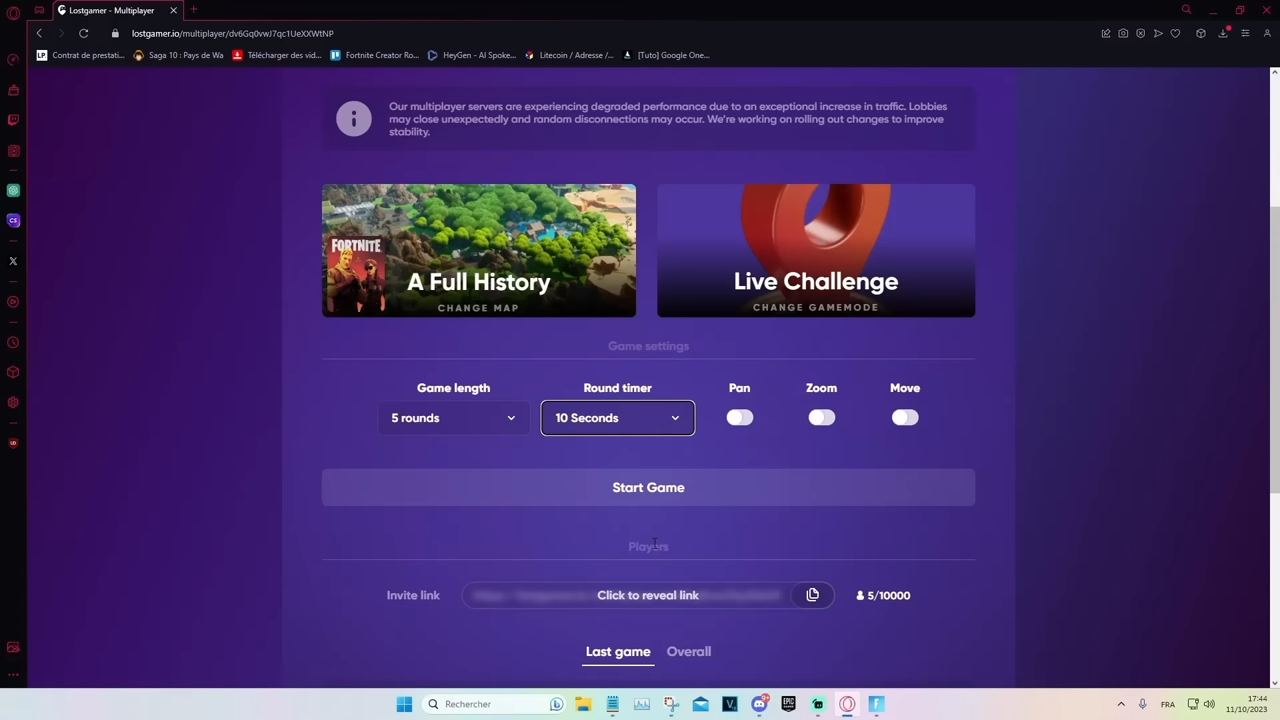 Lostgamer - Multiplayer
lostgamer.io/multiplayer/dv6Gq0vwJ7qc1UeXXWtNP
LP Contrat de prestati...
Saga 10 : Pays de Wa
Télécharger des vid...
Fortnite Creator Ro...
HeyGen - AI Spoke...
Litecoin / Adresse /...
[Tuto] Google One...
Our multiplayer servers are experiencing degraded performance due to an exceptional increase in traffic. Lobbies
may close unexpectedly and random disconnections may occur. We're working on rolling out changes to improve
stability.
FORTNITE
A Full History
CHANGE MAP
Live Challenge
CHANGE GAMEMODE
Game settings
Game length
Round timer
Pan
Zoom
Move
5 rounds
10 Seconds
Start Game
Players
Invite link
Click to reveal link
5/10000
Last game
Overall
Rechercher
FRA
17:44
11/10/2023